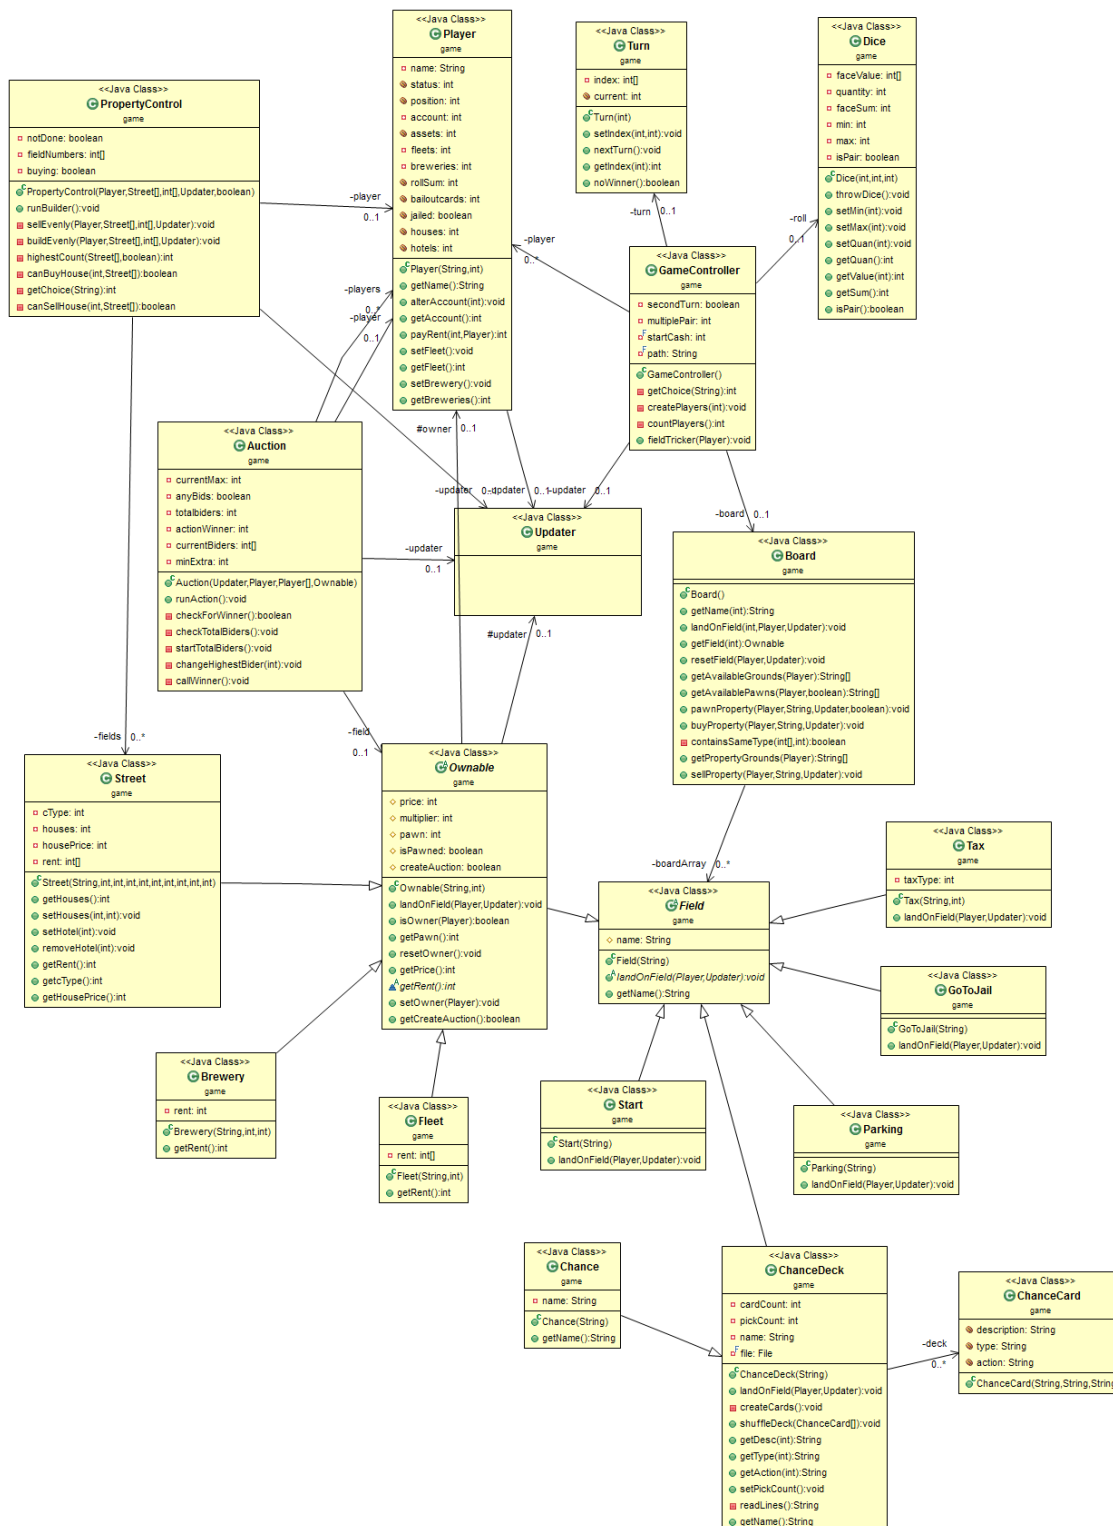 <<Java Class>>
Player
game
name: String
status: int
position: int
account: int
assets: int
fleets: int
breweries: int
rollSum: int
bailoutcards: int
jailed: boolean
houses: int
hotels: int
Player(String,int)
getName():String
alterAccount(int):void
getAccount():int
payRent(int,Player):int
setFleet():void
getFleet():int
setBrewery():void
getBreweries():int
<<Java Class>>
Turn
game
index: int[]
current: int
Turn(int)
setIndex(int,int):void
nextTurn():void
getIndex(int):int
noWinner():boolean
<<Java Class>>
Dice
game
faceValue: int[]
quantity: int
faceSum: int
min: int
max: int
isPair: boolean
Dice(int,int,int)
throwDice():void
setMin(int):void
setMax(int):void
setQuan(int):void
getQuan():int
getValue(int):int
getSum():int
isPair():boolean
<<Java Class>>
PropertyControl
game
notDone: boolean
fieldNumbers: int[]
buying: boolean
PropertyControl(Player,Street[],int[],Updater,boolean)
runBuilder():void
sellEvenly(Player,Street[],int[],Updater):void
buildEvenly(Player,Street[],int[],Updater):void
highestCount(Street[],boolean):int
canBuyHouse(int,Street[]):boolean
getChoice(String):int
canSellHouse(int,Street[]):boolean
-player
0..1
-turn
0..1
-roll
0..1
-player
0..*
-players
0..*
-player
0..1
<<Java Class>>
GameController
game
secondTurn: boolean
multiplePair: int
startCash: int
path: String
GameController()
getChoice(String):int
createPlayers(int):void
countPlayers():int
fieldTricker(Player):void
<<Java Class>>
Auction
game
currentMax: int
anyBids: boolean
totalbiders: int
actionWinner: int
currentBiders: int[]
minExtra: int
Auction(Updater,Player,Player[],Ownable)
runAction():void
checkForWinner():boolean
checkTotalBiders():void
startTotalBiders():void
changeHighestBider(int):void
callWinner():void
#owner
0..1
-updater
-updater
0..1
-updater
0..1
<<Java Class>>
Updater
game
-updater
0..1
#updater
0..1
-board
0..1
<<Java Class>>
Board
game
Board()
getName(int):String
landOnField(int,Player,Updater):void
getField(int):Ownable
resetField(Player,Updater):void
getAvailableGrounds(Player):String[]
getAvailablePawns(Player,boolean):String[]
pawnProperty(Player,String,Updater,boolean):void
buyProperty(Player,String,Updater):void
containsSameType(int[],int):boolean
getPropertyGrounds(Player):String[]
sellProperty(Player,String,Updater):void
-fields
0..*
-field
0..1
<<Java Class>>
Street
game
cType: int
houses: int
housePrice: int
rent: int[]
Street(String,int,int,int,int,int,int,int,int,int)
getHouses():int
setHouses(int,int):void
setHotel(int):void
removeHotel(int):void
getRent():int
getcType():int
getHousePrice():int
<<Java Class>>
Ownable
game
price: int
multiplier: int
pawn: int
isPawned: boolean
createAuction: boolean
Ownable(String,int)
landOnField(Player,Updater):void
isOwner(Player):boolean
getPawn():int
resetOwner():void
getPrice():int
getRent():int
setOwner(Player):void
getCreateAuction():boolean
-boardArray
0..*
<<Java Class>>
Field
game
name: String
Field(String)
landOnField(Player,Updater):void
getName():String
<<Java Class>>
Tax
game
taxType: int
Tax(String,int)
landOnField(Player,Updater):void
<<Java Class>>
GoToJail
game
GoToJail(String)
landOnField(Player,Updater):void
<<Java Class>>
Brewery
game
rent: int
Brewery(String,int,int)
getRent():int
<<Java Class>>
Fleet
game
rent: int[]
Fleet(String,int)
getRent():int
<<Java Class>>
Start
game
Start(String)
landOnField(Player,Updater):void
<<Java Class>>
Parking
game
Parking(String)
landOnField(Player,Updater):void
<<Java Class>>
Chance
game
name: String
Chance(String)
getName():String
<<Java Class>>
ChanceDeck
game
cardCount: int
pickCount: int
name: String
file: File
ChanceDeck(String)
landOnField(Player,Updater):void
createCards():void
shuffleDeck(ChanceCard[]):void
getDesc(int):String
getType(int):String
getAction(int):String
setPickCount():void
readLines():String
getName():String
-deck
0..*
<<Java Class>>
ChanceCard
game
description: String
type: String
action: String
ChanceCard(String,String,String